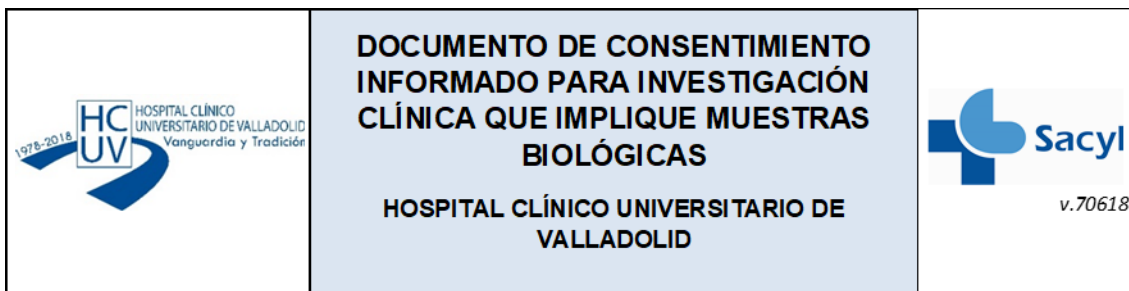 1978-2018
HC
UV
HOSPITAL CLÍNICO
UNIVERSITARIO DE VALLADOLID
Vanguardia y Tradición
DOCUMENTO DE CONSENTIMIENTO
INFORMADO PARA INVESTIGACIÓN
CLÍNICA QUE IMPLIQUE MUESTRAS
BIOLÓGICAS
HOSPITAL CLÍNICO UNIVERSITARIO DE
VALLADOLID
Sacyl
v.70618